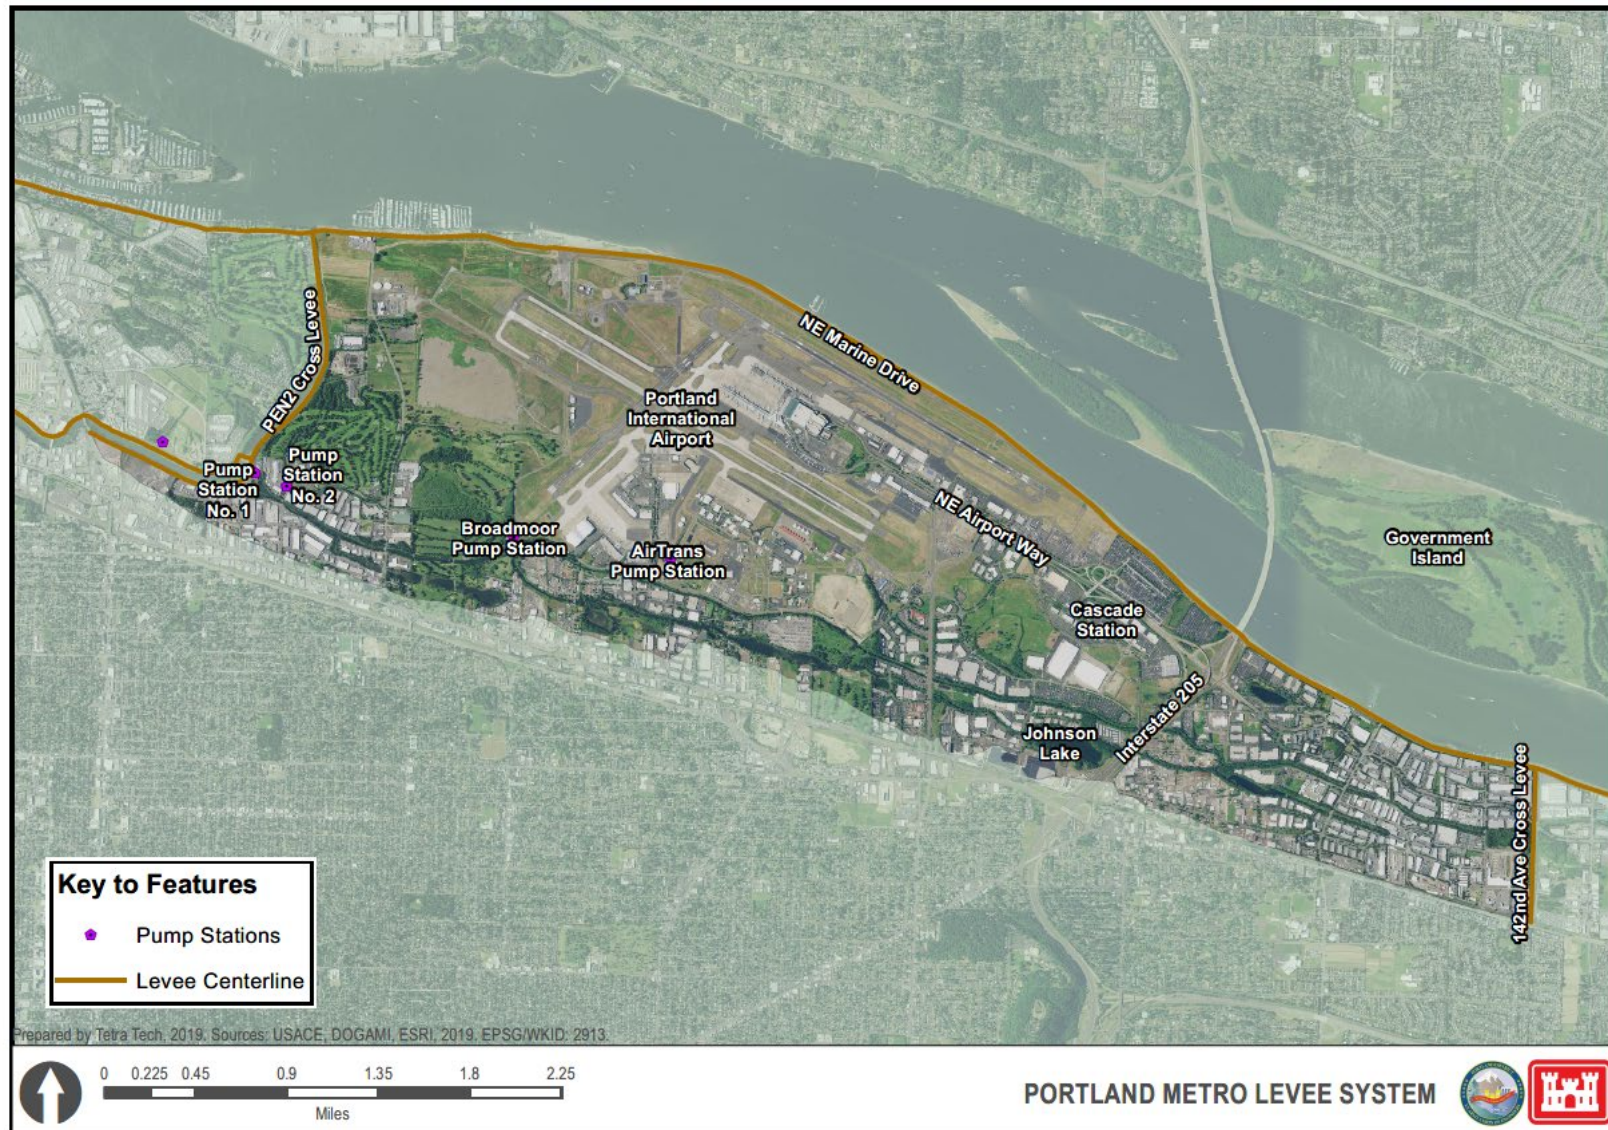 PEN2 Cross Levee
NE Marine Drive
Portland
International
Airport
Pump
Station
No. 1
Pump
Station
No. 2
Broadmoor
Pump Station
AirTrans
Pump Station
NE Airport Way
Government
Island
Cascade
Station
Interstate 205
Johnson
Lake
142nd Ave Cross Levee
Key to Features
Pump Stations
Levee Centerline
Prepared by Tetra Tech, 2019. Sources: USACE, DOGAMI, ESRI, 2019. EPSG/WKID: 2913.
0 0.225 0.45 0.9 1.35 1.8 2.25
Miles
PORTLAND METRO LEVEE SYSTEM